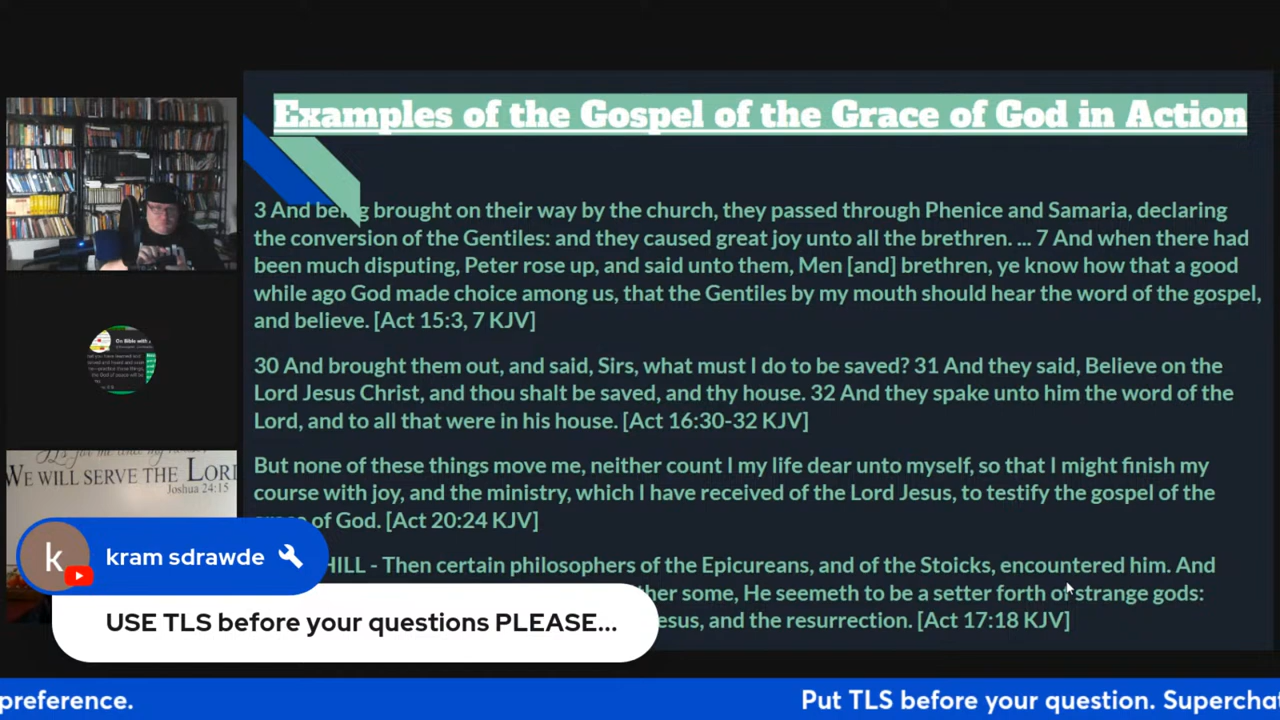 Examples of the Gospel of the Grace of God in Action
3 And being brought on their way by the church, they passed through Phenice and Samaria, declaring
the conversion of the Gentiles: and they caused great joy unto all the brethren. ... 7 And when there had
been much disputing, Peter rose up, and said unto them, Men [and] brethren, ye know how that a good
while ago God made choice among us, that the Gentiles by my mouth should hear the word of the gospel,
and believe. [Act 15:3, 7 KJV]
30 And brought them out, and said, Sirs, what must I do to be saved? 31 And they said, Believe on the
Lord Jesus Christ, and thou shalt be saved, and thy house. 32 And they spake unto him the word of the
Lord, and to all that were in his house. [Act 16:30-32 KJV]
But none of these things move me, neither count I my life dear unto myself, so that I might finish my
course with joy, and the ministry, which I have received of the Lord Jesus, to testify the gospel of the
of God. [Act 20:24 KJV]
HILL - Then certain philosophers of the Epicureans, and of the Stoicks, encountered him. And
some, He seemeth to be a setter forth of strange gods:
and the resurrection. [Act 17:18 KJV]
On Bible with
WE WILL SERVE THE LORD
Joshua 24:15
k
kram sdrawde
USE TLS before your questions PLEASE...
preference.
Put TLS before your question.